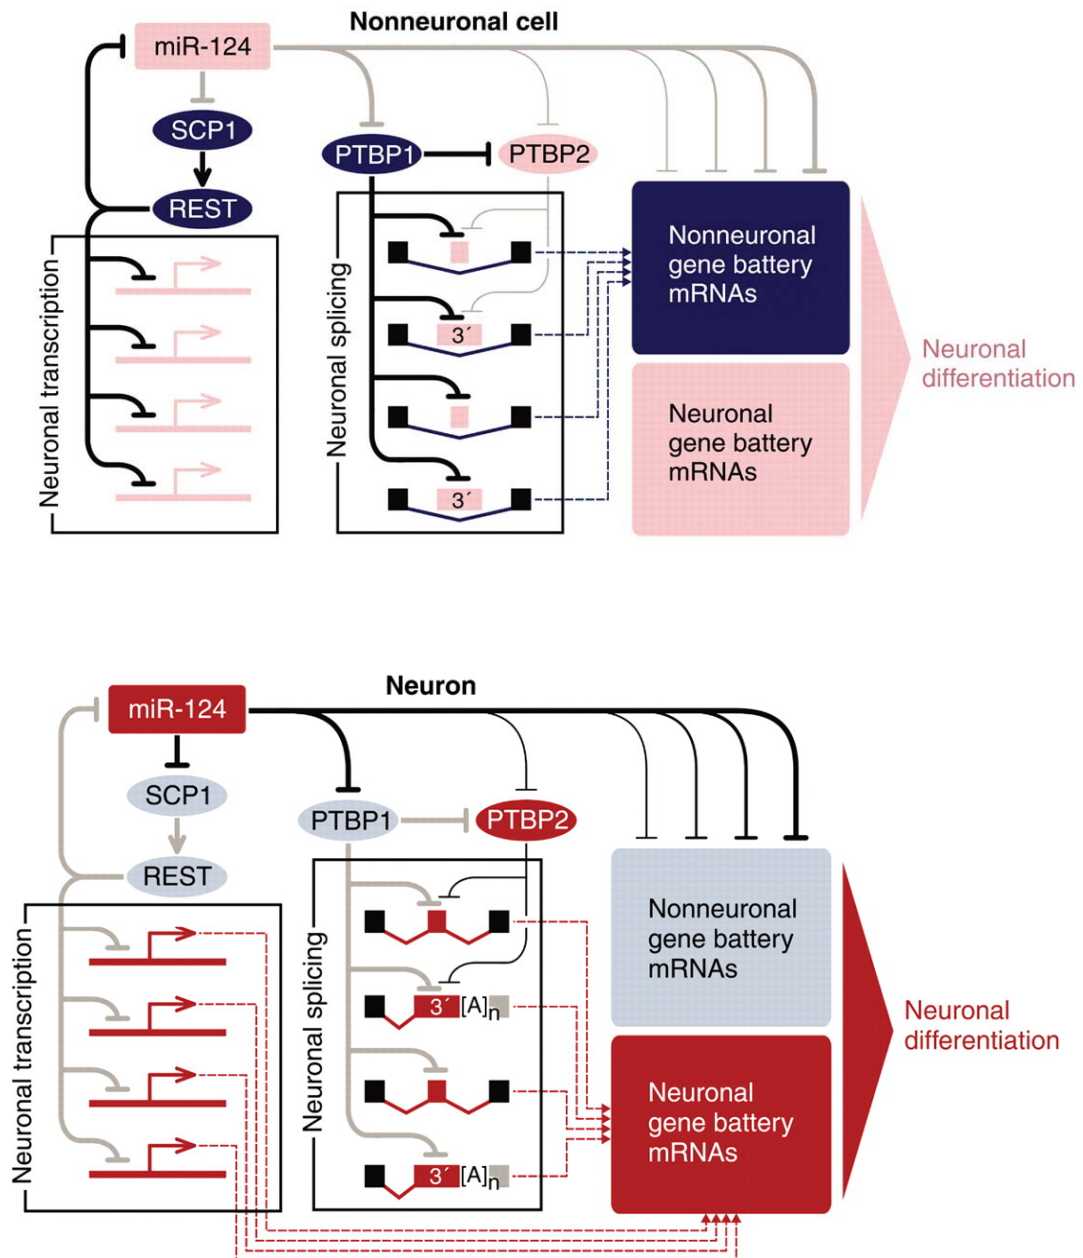 Nonneuronal cell
miR-124
SCP1
PTBP1
PTBP2
REST
Neuronal transcription
Neuronal splicing
3´
3´
Nonneuronal
gene battery
mRNAs
Neuronal
gene battery
mRNAs
Neuronal
differentiation
Neuron
miR-124
SCP1
PTBP1
PTBP2
REST
Neuronal transcription
Neuronal splicing
3´ [A]n
3´ [A]n
Nonneuronal
gene battery
mRNAs
Neuronal
gene battery
mRNAs
Neuronal
differentiation